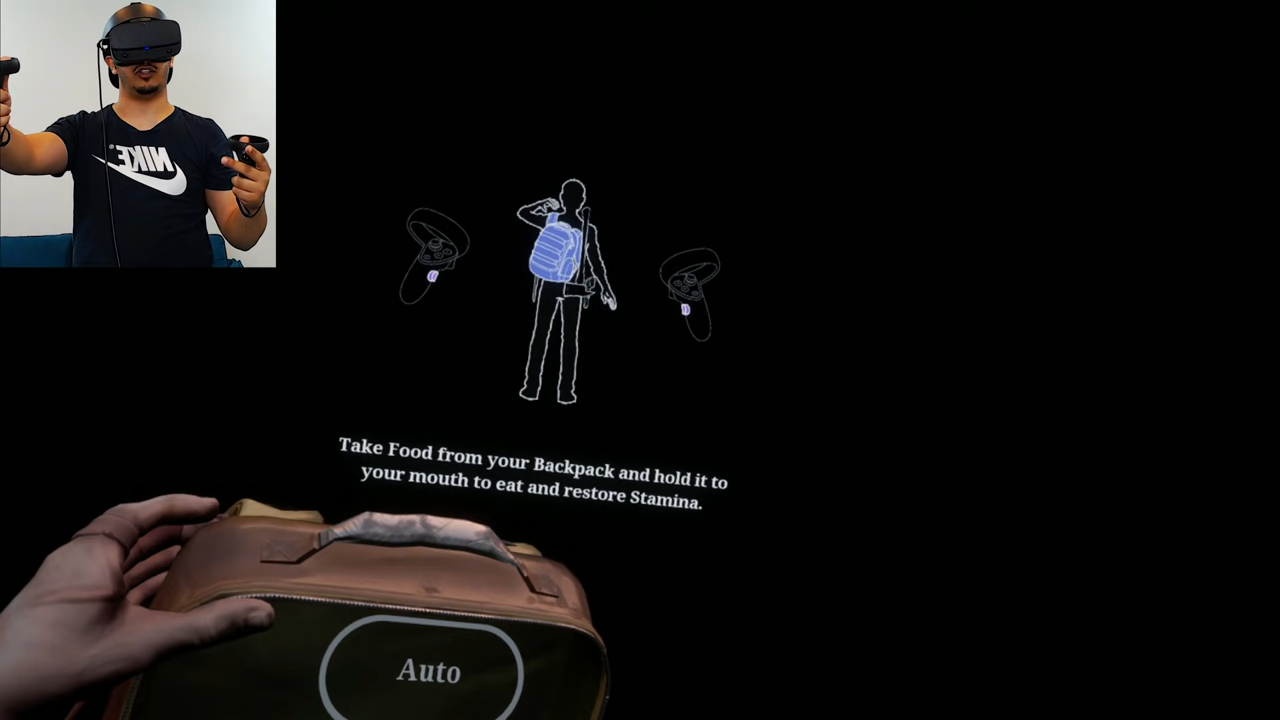 NIKE
Take Food from your Backpack and hold it to
your mouth to eat and restore Stamina.
Auto